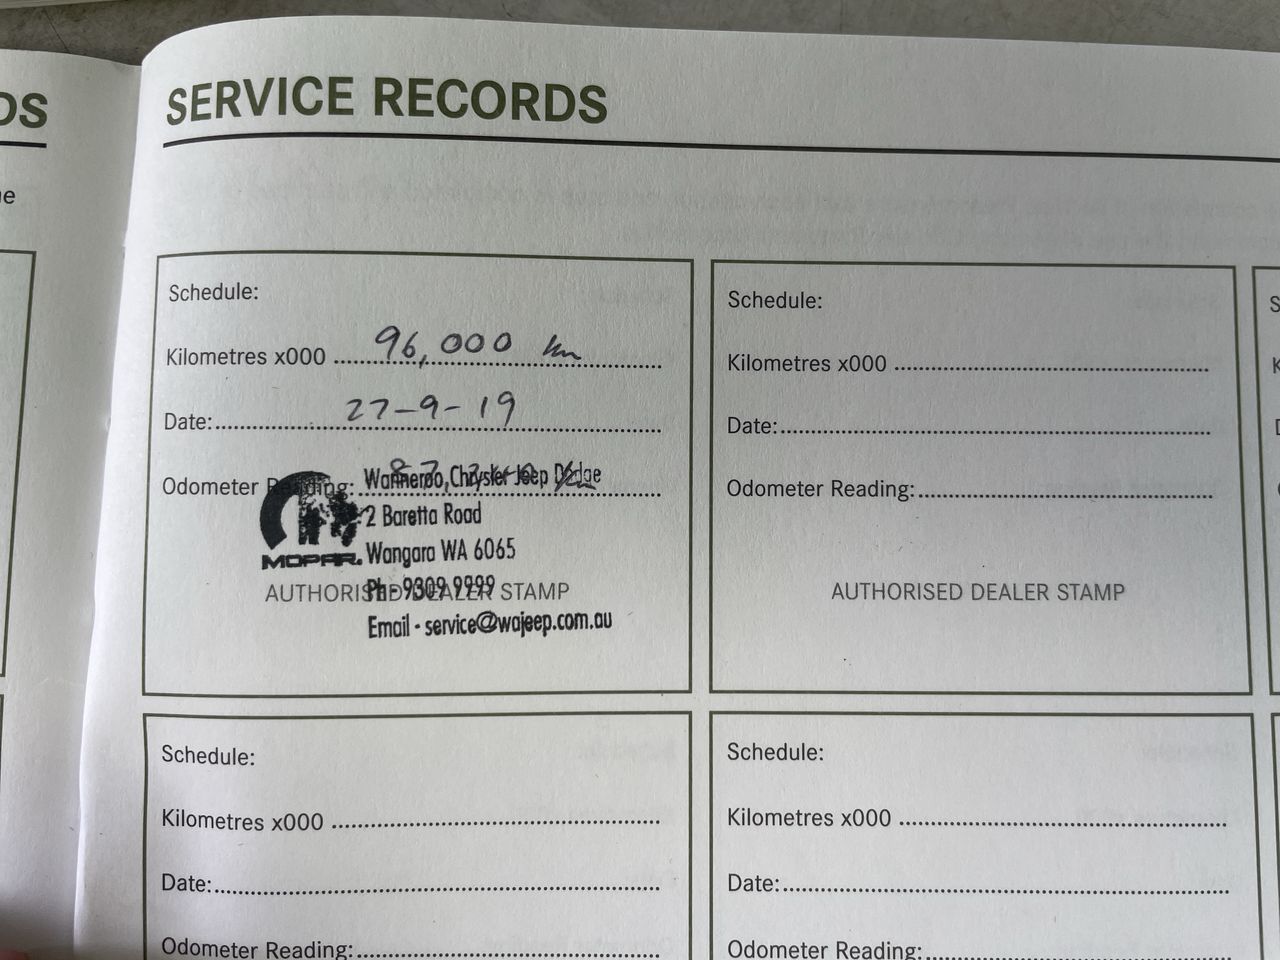 DS
SERVICE RECORDS
Schedule:
Kilometres x000 96,000 km
Date: 27-9-19
Odometer Reading:
MOPAR.
Wanneroo, Chrysler Jeep Dodge
2 Baretta Road
Wangara WA 6065
Ph - 9309 9999
AUTHORISED DEALER STAMP
Email - service@wajeep.com.au
Schedule:
Kilometres x000
Date:
Odometer Reading:
AUTHORISED DEALER STAMP
Schedule:
Kilometres x000
Date:
Odometer Reading:
Schedule:
Kilometres x000
Date:
Odometer Reading: